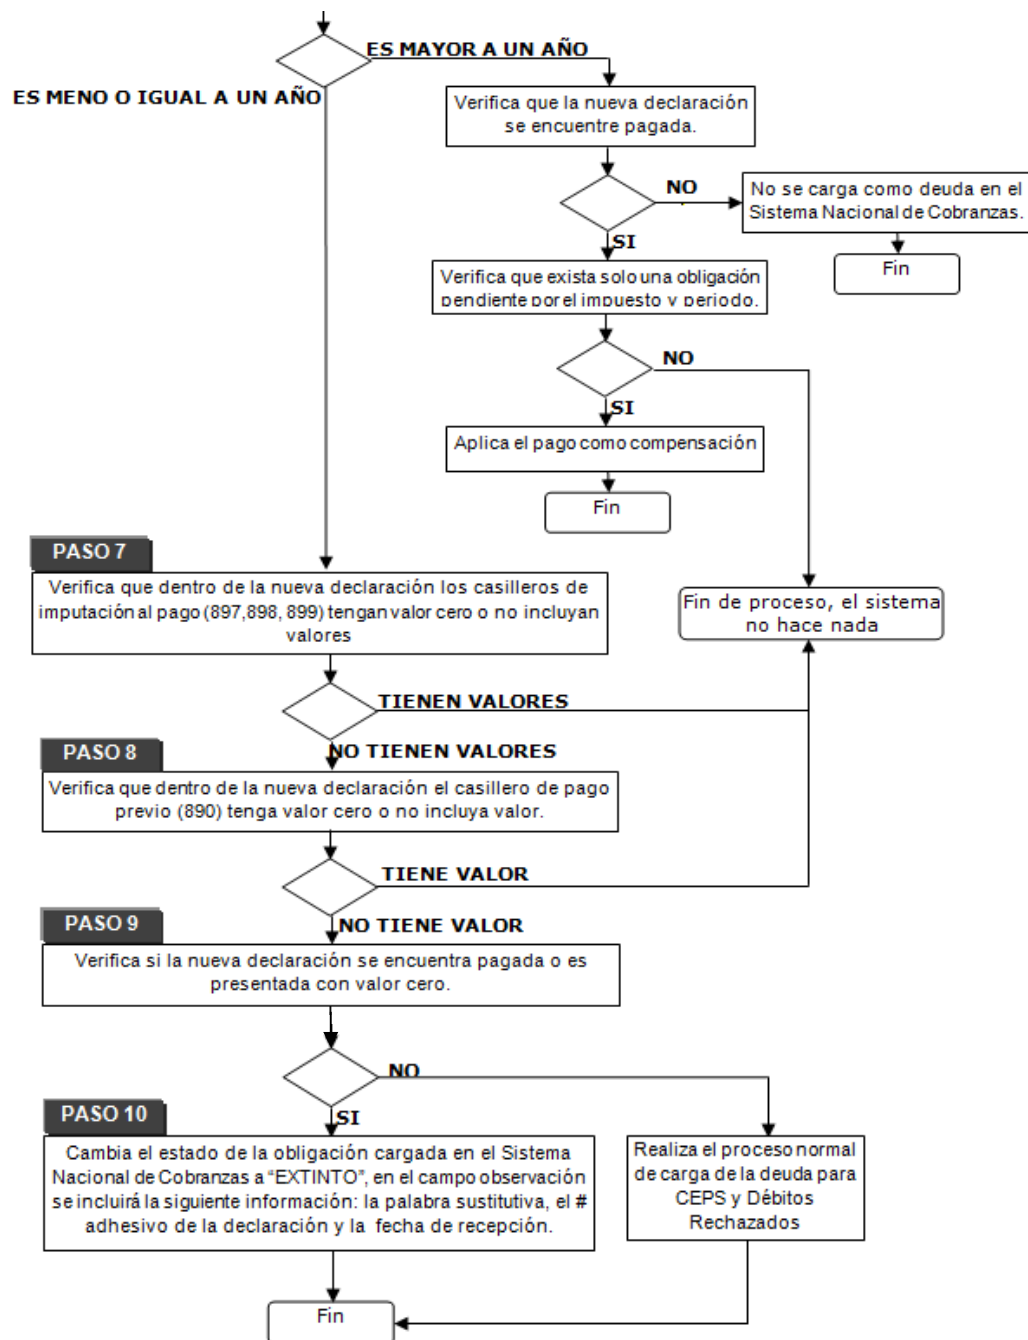 ES MAYOR A UN AÑO
ES MENO O IGUAL A UN AÑO
Verifica que la nueva declaración
se encuentre pagada.
NO
No se carga como deuda en el
Sistema Nacional de Cobranzas.
SI
Fin
Verifica que exista solo una obligación
pendiente por el impuesto y periodo.
NO
SI
Aplica el pago como compensación
Fin
PASO 7
Verifica que dentro de la nueva declaración los casilleros de
imputación al pago (897,898, 899) tengan valor cero o no incluyan
valores
Fin de proceso, el sistema
no hace nada
TIENEN VALORES
NO TIENEN VALORES
PASO 8
Verifica que dentro de la nueva declaración el casillero de pago
previo (890) tenga valor cero o no incluya valor.
TIENE VALOR
NO TIENE VALOR
PASO 9
Verifica si la nueva declaración se encuentra pagada o es
presentada con valor cero.
NO
SI
PASO 10
Cambia el estado de la obligación cargada en el Sistema
Nacional de Cobranzas a “EXTINTO”, en el campo observación
se incluirá la siguiente información: la palabra sustitutiva, el #
adhesivo de la declaración y la fecha de recepción.
Realiza el proceso normal
de carga de la deuda para
CEPS y Débitos
Rechazados
Fin